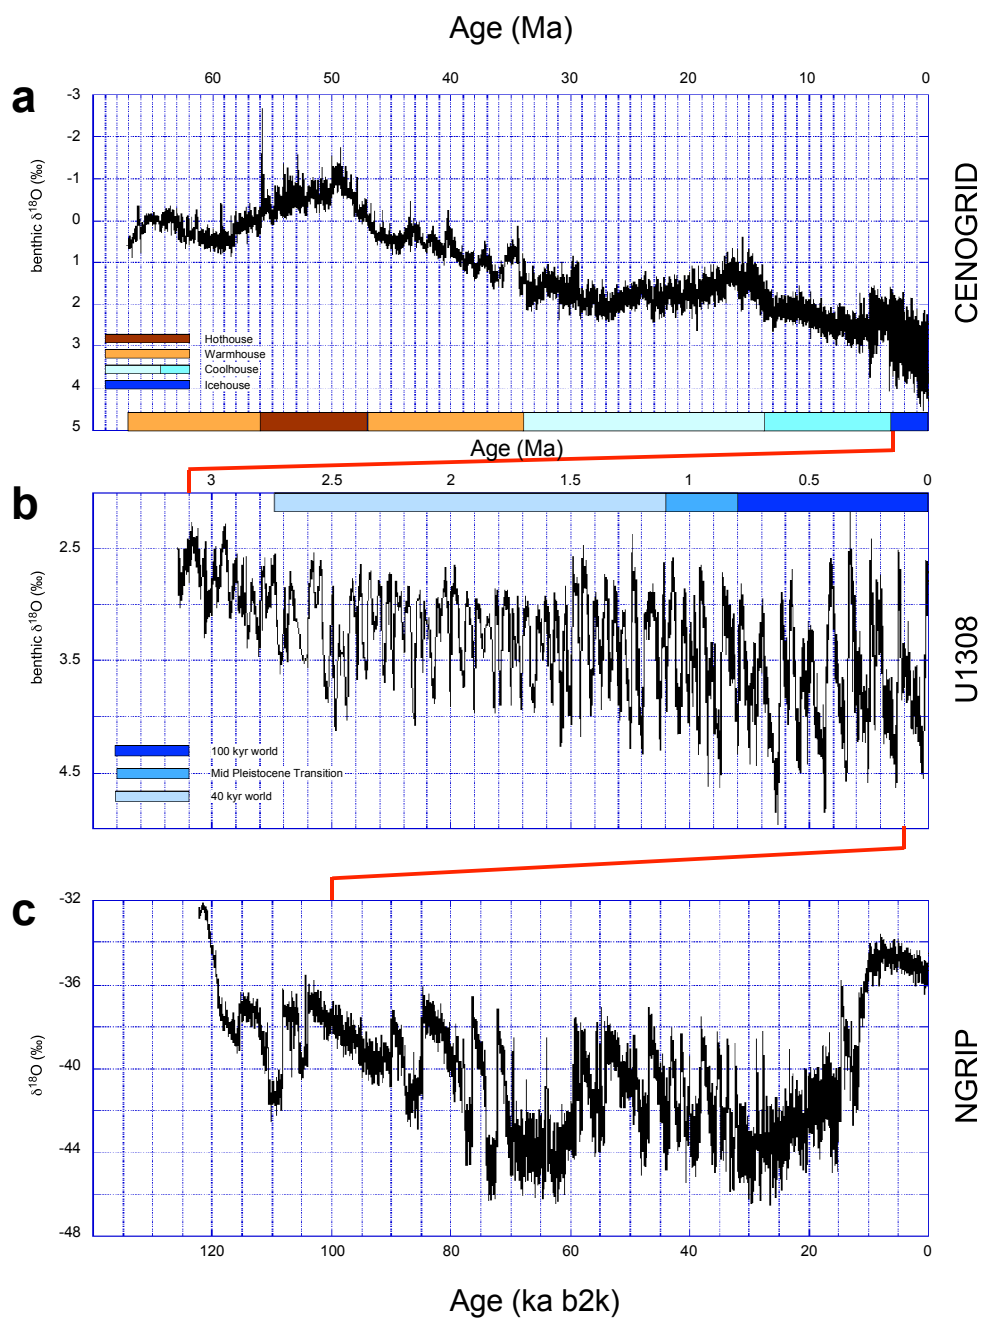 Age (Ma)
60 50 40 30 20 10 0
a
-3
-2
-1
0
1
2
3
4
5
benthic δ18O (‰)
CENOGRID
Hothouse
Warmhouse
Coolhouse
Icehouse
Age (Ma)
3 2.5 2 1.5 1 0.5 0
b
2.5
3.5
4.5
benthic δ18O (‰)
U1308
100 kyr world
Mid Pleistocene Transition
40 kyr world
c
-32
-36
-40
-44
-48
δ18O (‰)
NGRIP
120 100 80 60 40 20 0
Age (ka b2k)